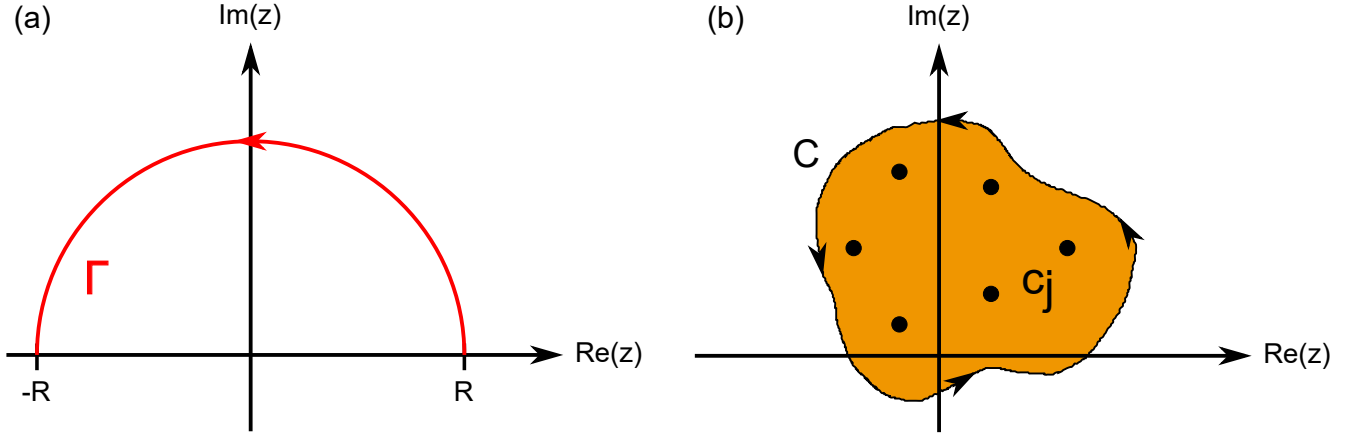 (a)
Im(z)
Γ
Re(z)
-R
R
(b)
Im(z)
C
cj
Re(z)